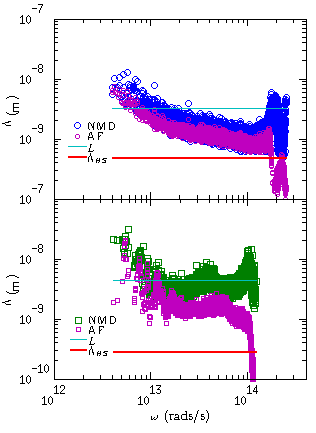 10^-7
10^-8
Λ (m)
10^-9
NMD
AF
L
Λ_HS
10^-7
10^-8
Λ (m)
10^-9
NMD
AF
L
Λ_HS
10^-10
10^12 10^13 10^14
ω (rads/s)